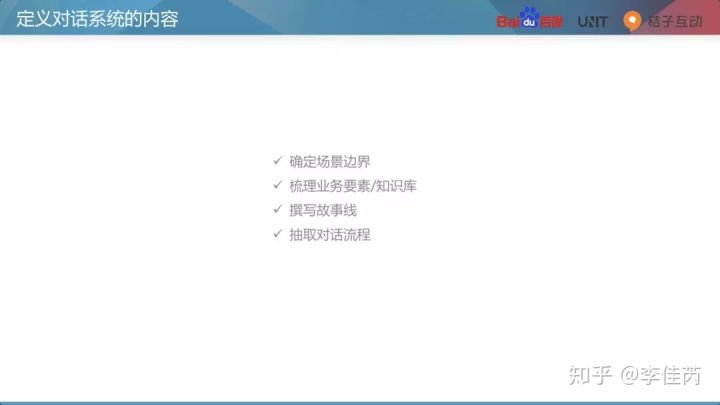 定义对话系统的内容
Bai du 百度
UNIT
桔子互动
✓ 确定场景边界
✓ 梳理业务要素/知识库
✓ 撰写故事线
✓ 抽取对话流程
知乎 @李佳芮